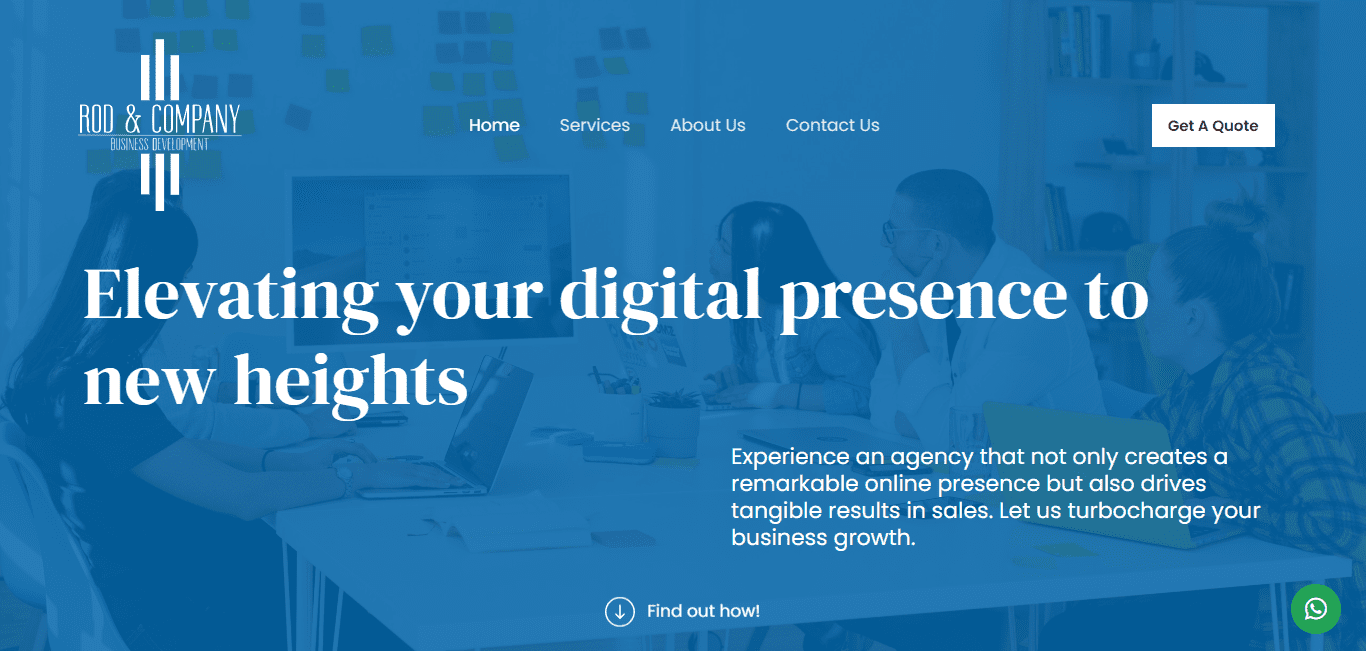 ROD & COMPANY
BUSINESS DEVELOPMENT
Home
Services
About Us
Contact Us
Get A Quote
Elevating your digital presence to
new heights
Experience an agency that not only creates a
remarkable online presence but also drives
tangible results in sales. Let us turbocharge your
business growth.
Find out how!